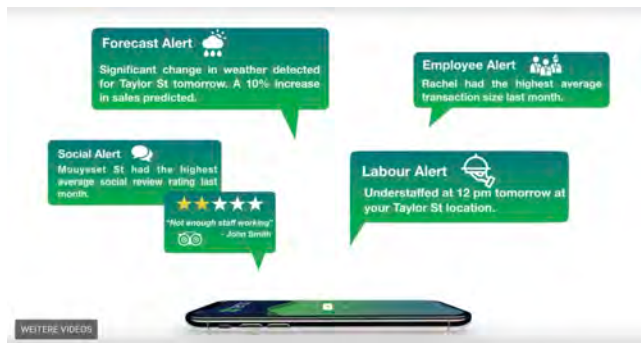 Forecast Alert
Significant change in weather detected
for Taylor St tomorrow. A 10% increase
in sales predicted.
Employee Alert
Rachel had the highest average
transaction size last month.
Social Alert
Mouysset St had the highest
average social review rating last
month.
"Not enough staff working"
- John Smith
Labour Alert
Understaffed at 12 pm tomorrow at
your Taylor St location.
WEITERE VIDEOS